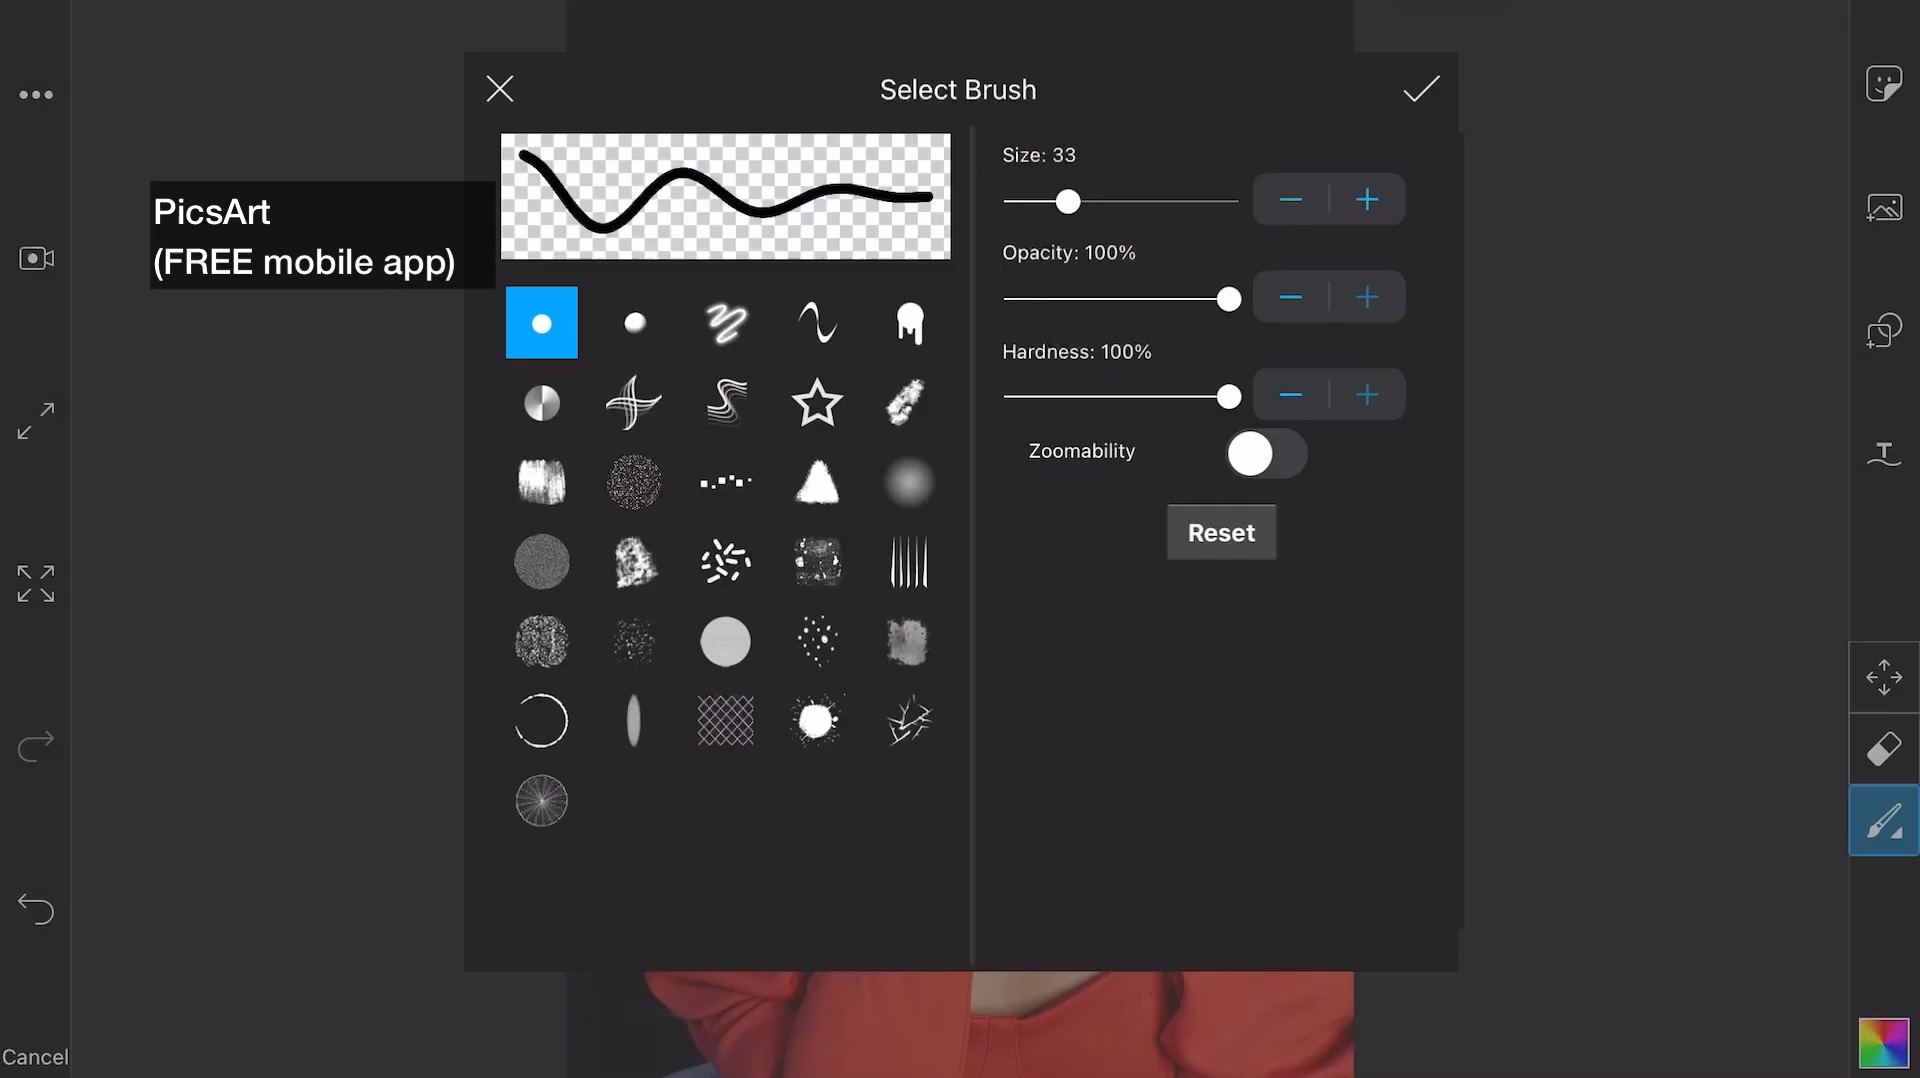 Select Brush
Size: 33
PicsArt
(FREE mobile app)
Opacity: 100%
Hardness: 100%
Zoomability
Reset
T
Cancel